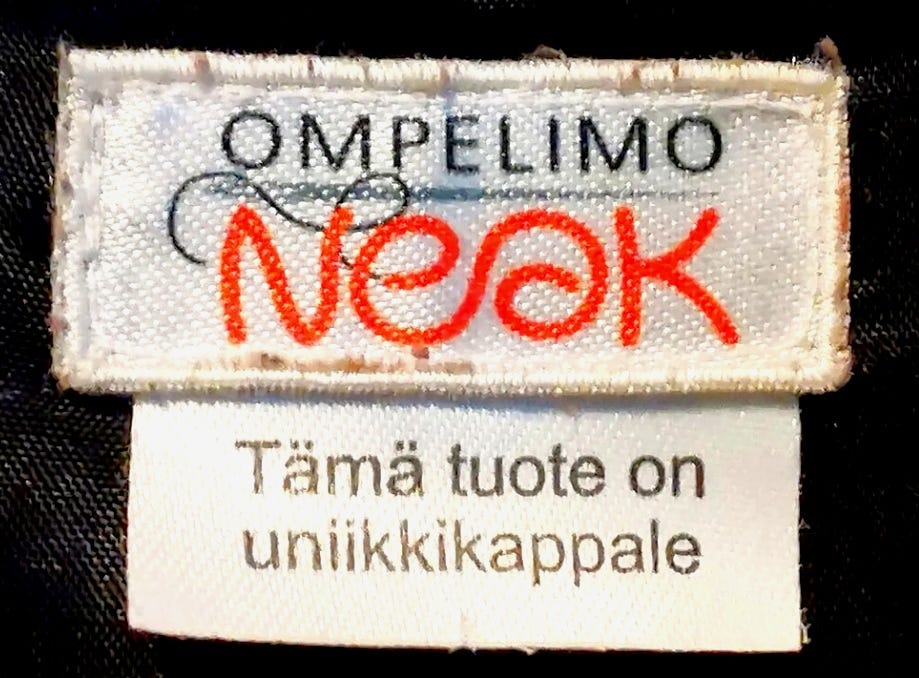 OMPELIMO
Neak
Tämä tuote on
uniikkikappale